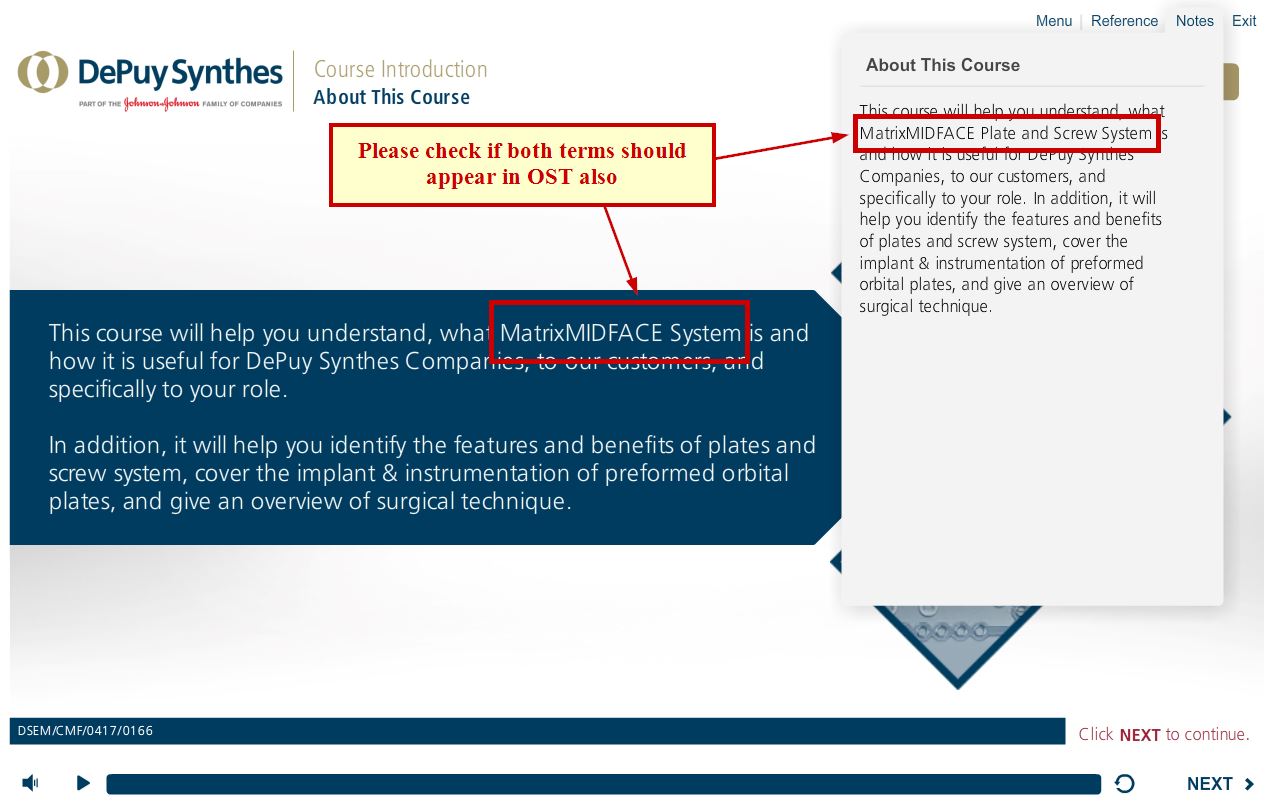 Menu | Reference Notes Exit
DePuy Synthes
PART OF THE Johnson & Johnson FAMILY OF COMPANIES
Course Introduction
About This Course
Please check if both terms should
appear in OST also
About This Course
This course will help you understand, what
MatrixMIDFACE Plate and Screw System is
and how it is useful for DePuy Synthes
Companies, to our customers, and
specifically to your role. In addition, it will
help you identify the features and benefits
of plates and screw system, cover the
implant & instrumentation of preformed
orbital plates, and give an overview of
surgical technique.
This course will help you understand, what MatrixMIDFACE System is and
how it is useful for DePuy Synthes Companies, to our customers, and
specifically to your role.
In addition, it will help you identify the features and benefits of plates and
screw system, cover the implant & instrumentation of preformed orbital
plates, and give an overview of surgical technique.
DSEM/CMF/0417/0166
Click NEXT to continue.
NEXT